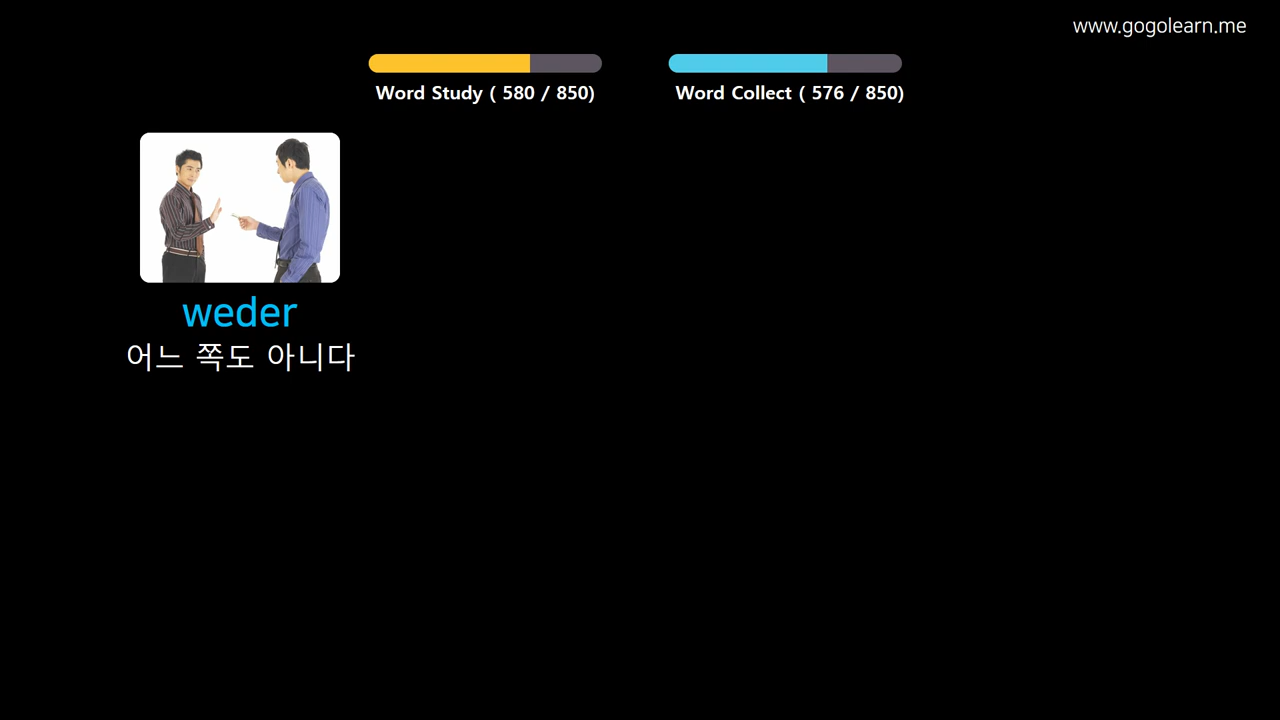 www.gogolearn.me
Word Study ( 580 / 850)
Word Collect ( 576 / 850)
weder
어느 쪽도 아니다